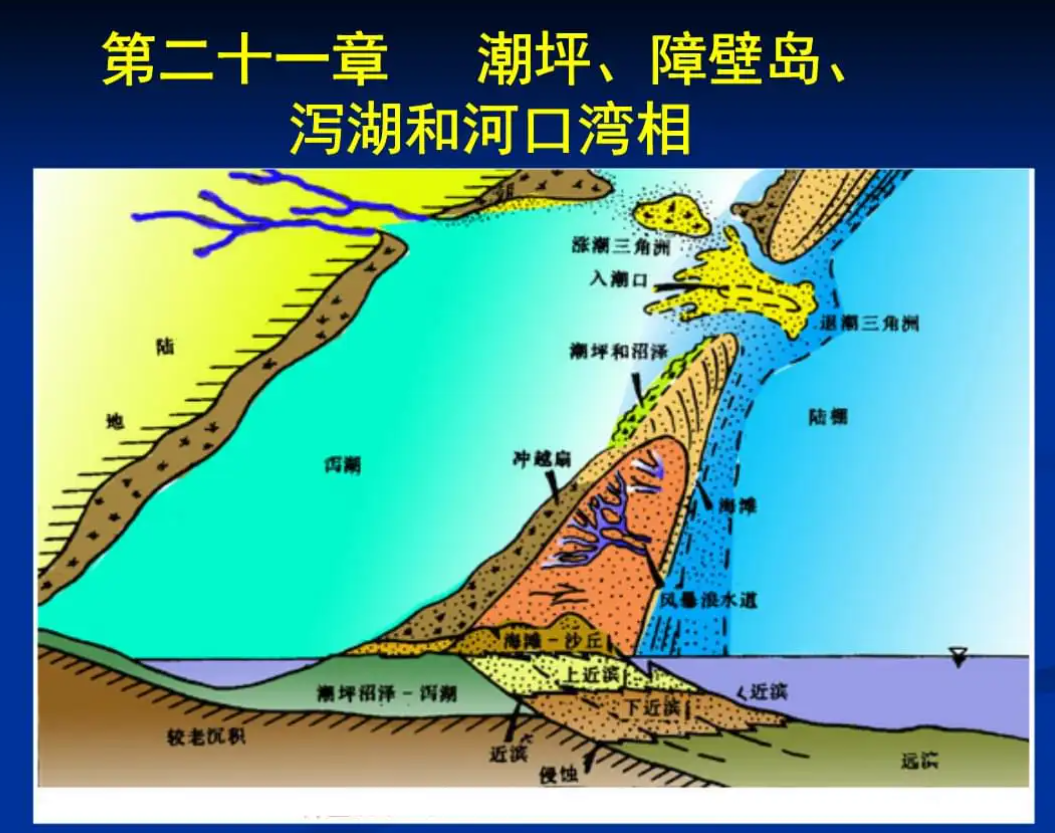 第二十一章 潮坪、障壁岛、
泻湖和河口湾相
涨潮三角洲
入潮口
退潮三角洲
潮坪和沼泽
陆
地
陆棚
泻湖
冲越扇
海滩
风暴浪水道
海滩-沙丘
上近滨
潮坪沼泽-泻湖
近滨
下近滨
较老沉积
近滨
侵蚀
远滨